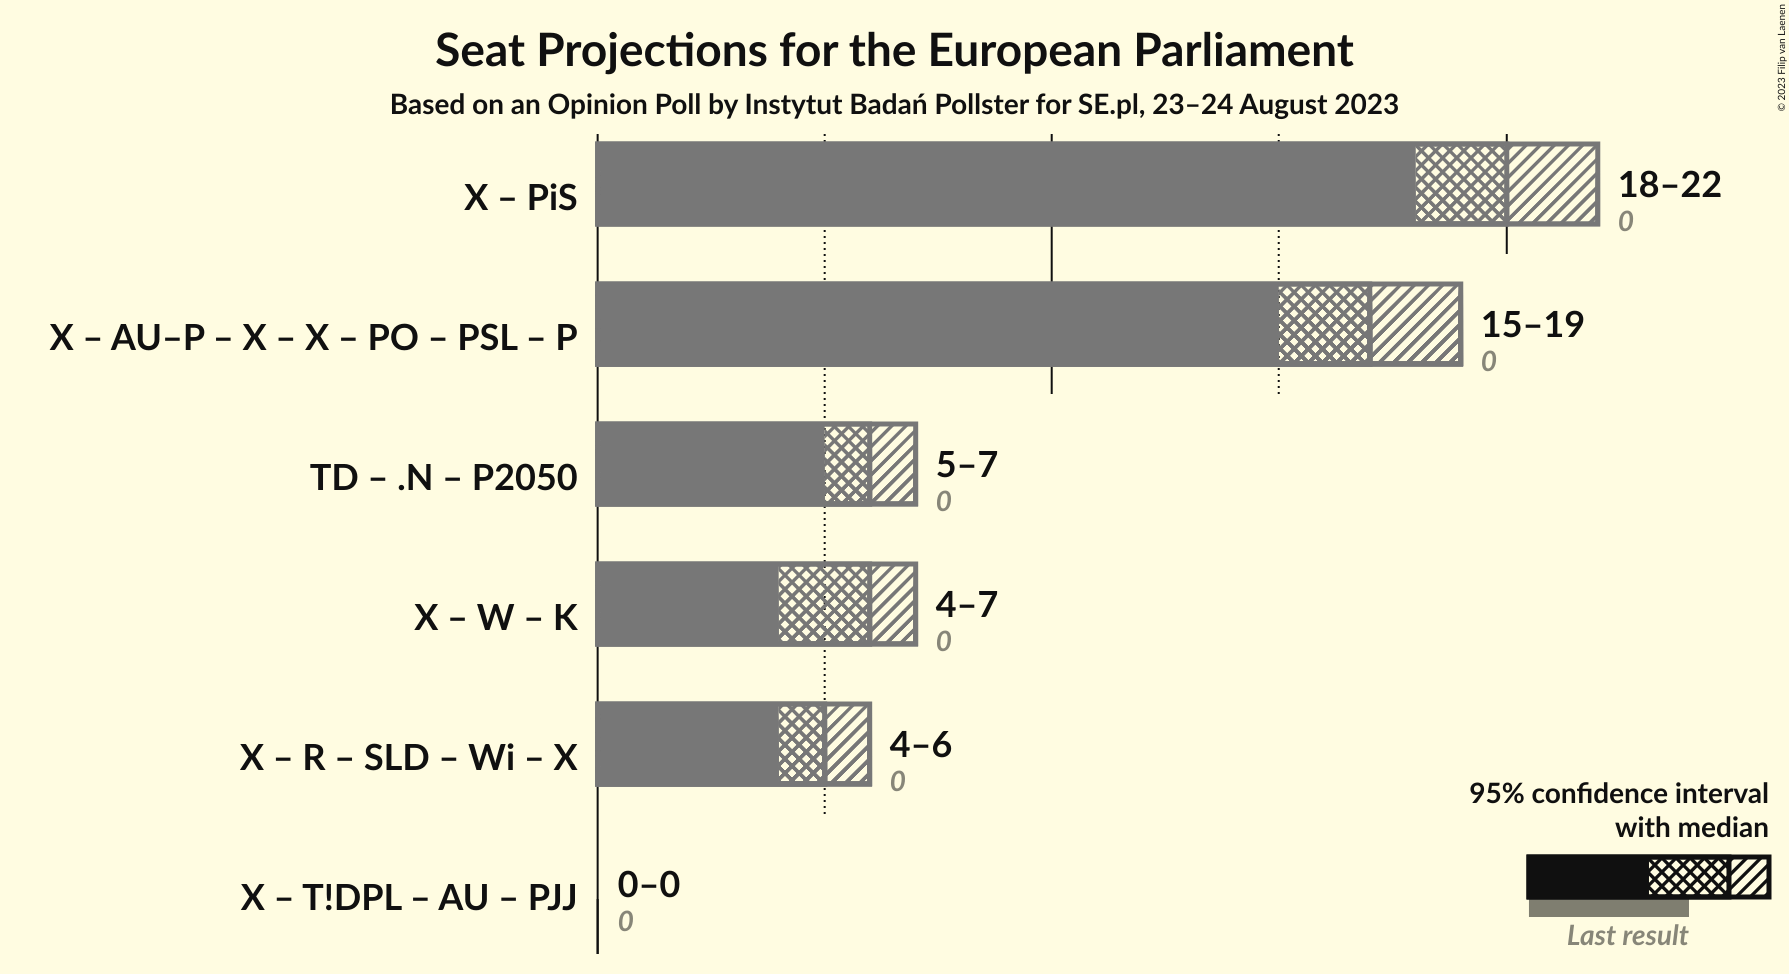 Seat Projections for the European Parliament
Based on an Opinion Poll by Instytut Badań Pollster for SE.pl, 23–24 August 2023
© 2023 Filip van Laenen
X – PiS
18–22
0
X – AU–P – X – X – PO – PSL – P
15–19
0
TD – .N – P2050
5–7
0
X – W – K
4–7
0
X – R – SLD – Wi – X
4–6
0
X – T!DPL – AU – PJJ
0–0
0
95% confidence interval
with median
Last result